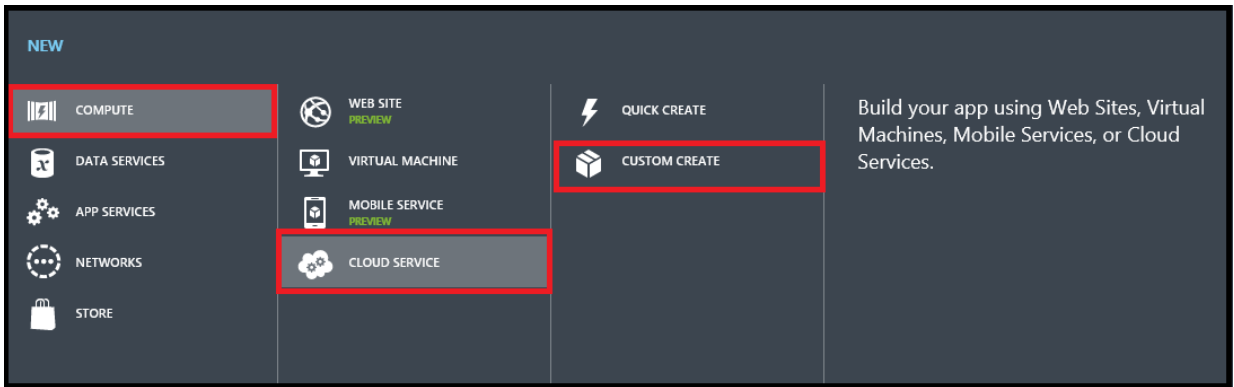 NEW
COMPUTE
DATA SERVICES
APP SERVICES
NETWORKS
STORE
WEB SITE
PREVIEW
VIRTUAL MACHINE
MOBILE SERVICE
PREVIEW
CLOUD SERVICE
QUICK CREATE
CUSTOM CREATE
Build your app using Web Sites, Virtual
Machines, Mobile Services, or Cloud
Services.